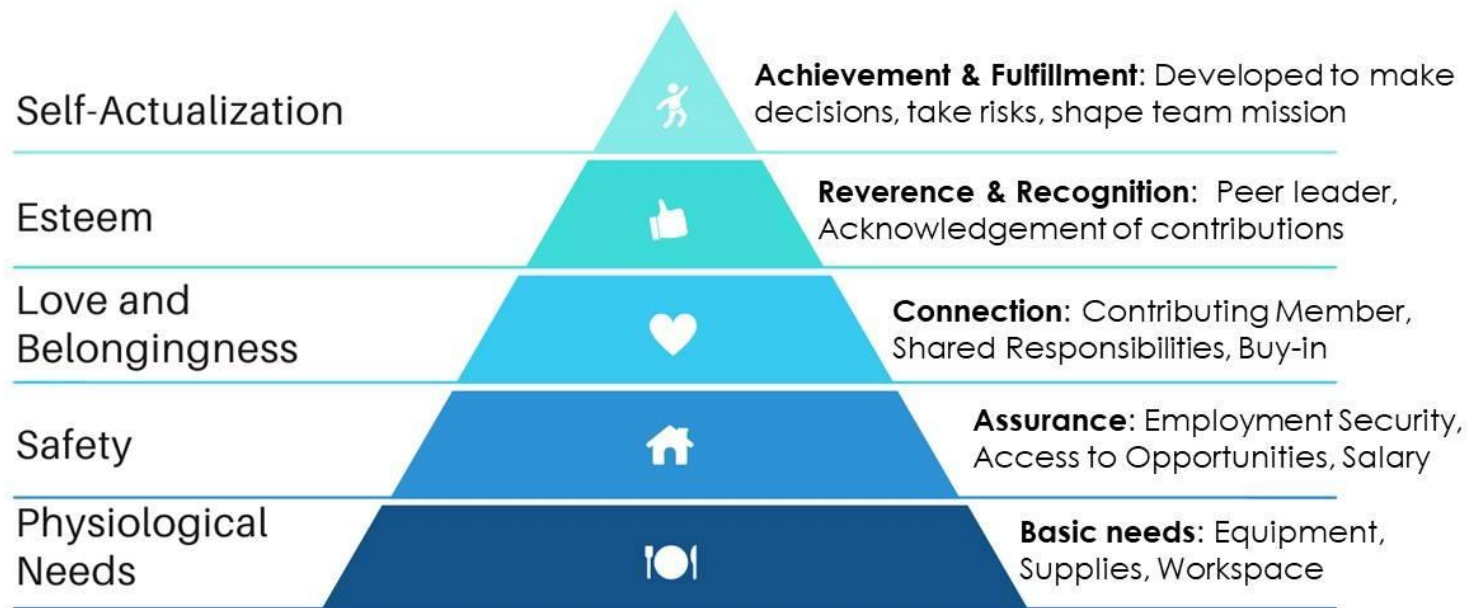 Self-Actualization
Achievement & Fulfillment: Developed to make
decisions, take risks, shape team mission
Esteem
Reverence & Recognition: Peer leader,
Acknowledgement of contributions
Love and
Belongingness
Connection: Contributing Member,
Shared Responsibilities, Buy-in
Safety
Assurance: Employment Security,
Access to Opportunities, Salary
Physiological
Needs
Basic needs: Equipment,
Supplies, Workspace